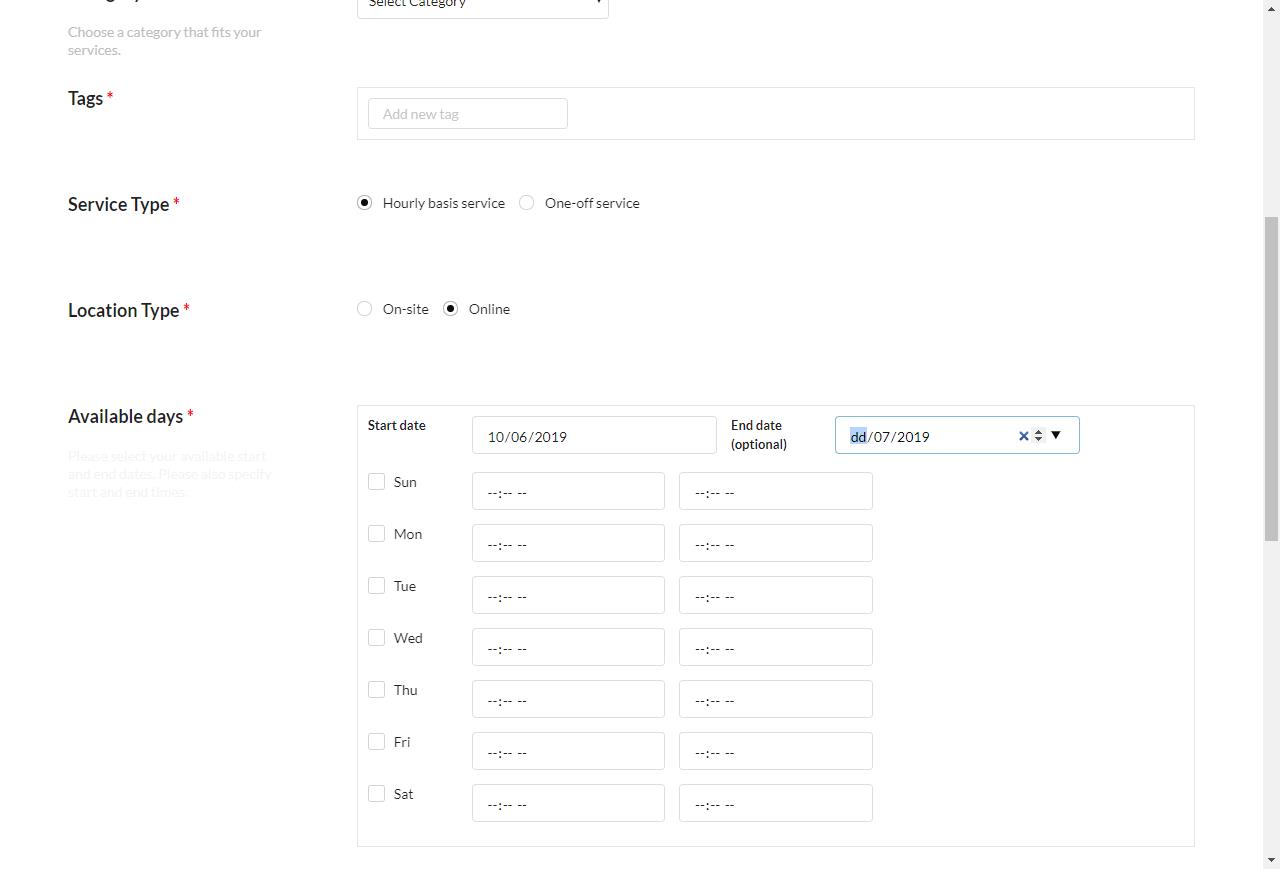 Select Category
Choose a category that fits your
services.
Tags *
Add new tag
Service Type *
Hourly basis service
One-off service
Location Type *
On-site
Online
Available days *
Please select your available start
and end dates. Please also specify
start and end times.
Start date
10/06/2019
End date
(optional)
dd/07/2019
Sun
--:-- --
--:-- --
Mon
--:-- --
--:-- --
Tue
--:-- --
--:-- --
Wed
--:-- --
--:-- --
Thu
--:-- --
--:-- --
Fri
--:-- --
--:-- --
Sat
--:-- --
--:-- --